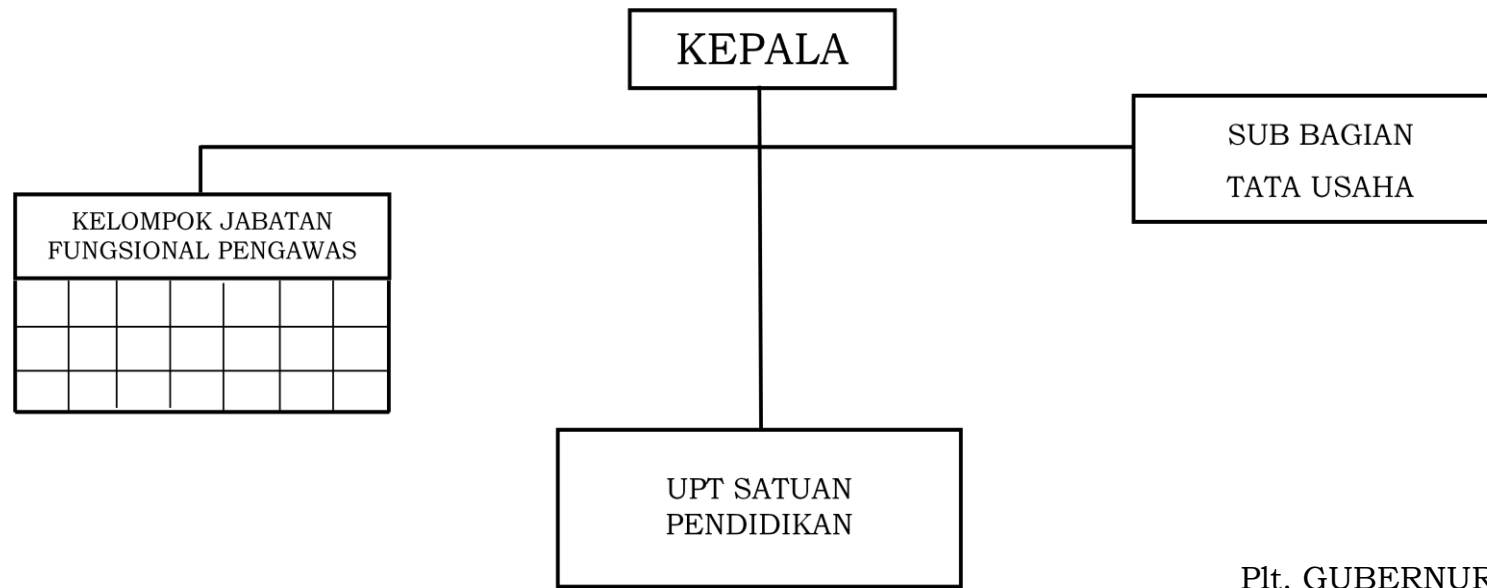 KEPALA
SUB BAGIAN
TATA USAHA
KELOMPOK JABATAN
FUNGSIONAL PENGAWAS
UPT SATUAN
PENDIDIKAN
Plt. GUBERNUR